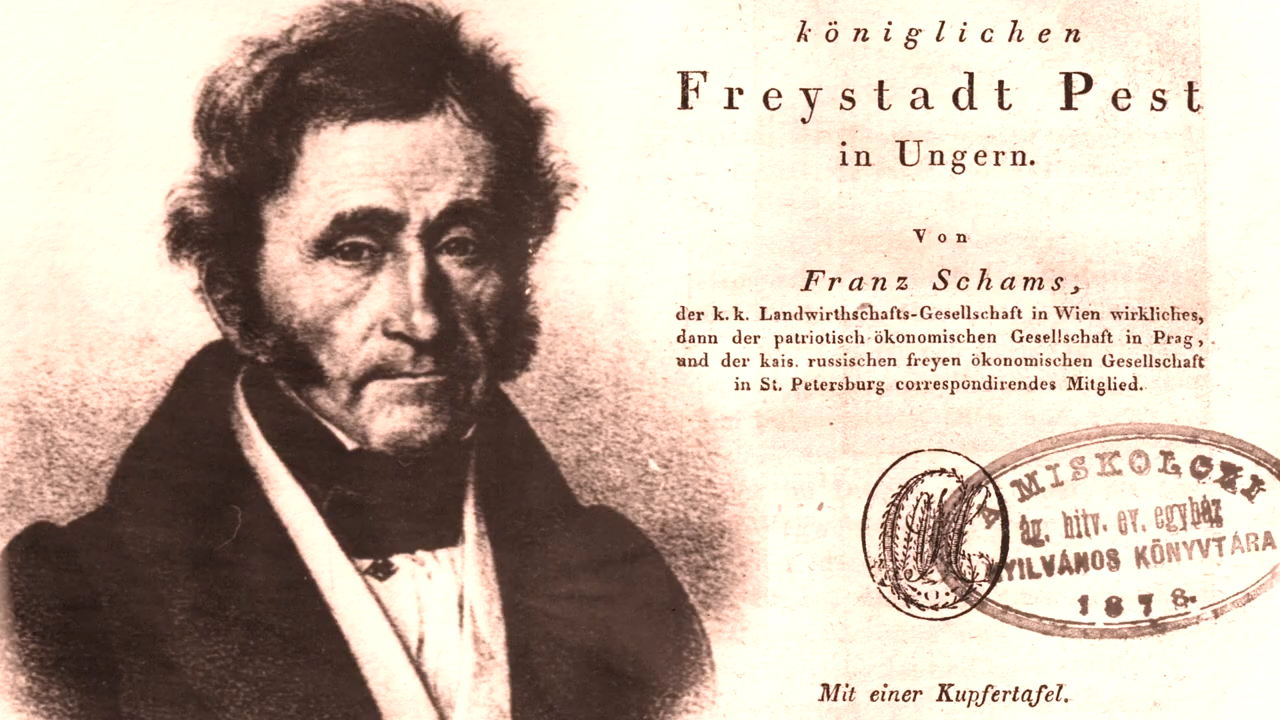 königlichen
Freystadt Pest
in Ungern.
Von
Franz Schams,
der k. k. Landwirthschafts-Gesellschaft in Wien wirkliches,
dann der patriotisch-ökonomischen Gesellschaft in Prag,
und der kais. russischen freyen ökonomischen Gesellschaft
in St. Petersburg correspondirendes Mitglied.
A MISKOLCZI
ág. hitv. ev. egyház
NYILVÁNOS KÖNYVTÁRA
1878.
Mit einer Kupfertafel.